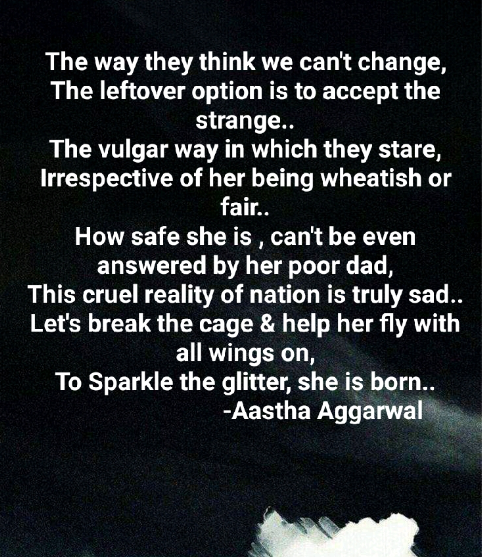 The way they think we can't change,
The leftover option is to accept the
strange..
The vulgar way in which they stare,
Irrespective of her being wheatish or
fair..
How safe she is , can't be even
answered by her poor dad,
This cruel reality of nation is truly sad..
Let's break the cage & help her fly with
all wings on,
To Sparkle the glitter, she is born..
-Aastha Aggarwal